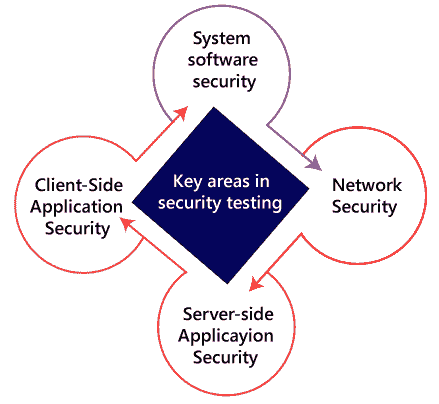 System
software
security
Key areas in
security testing
Network
Security
Server-side
Applicayion
Security
Client-Side
Application
Security